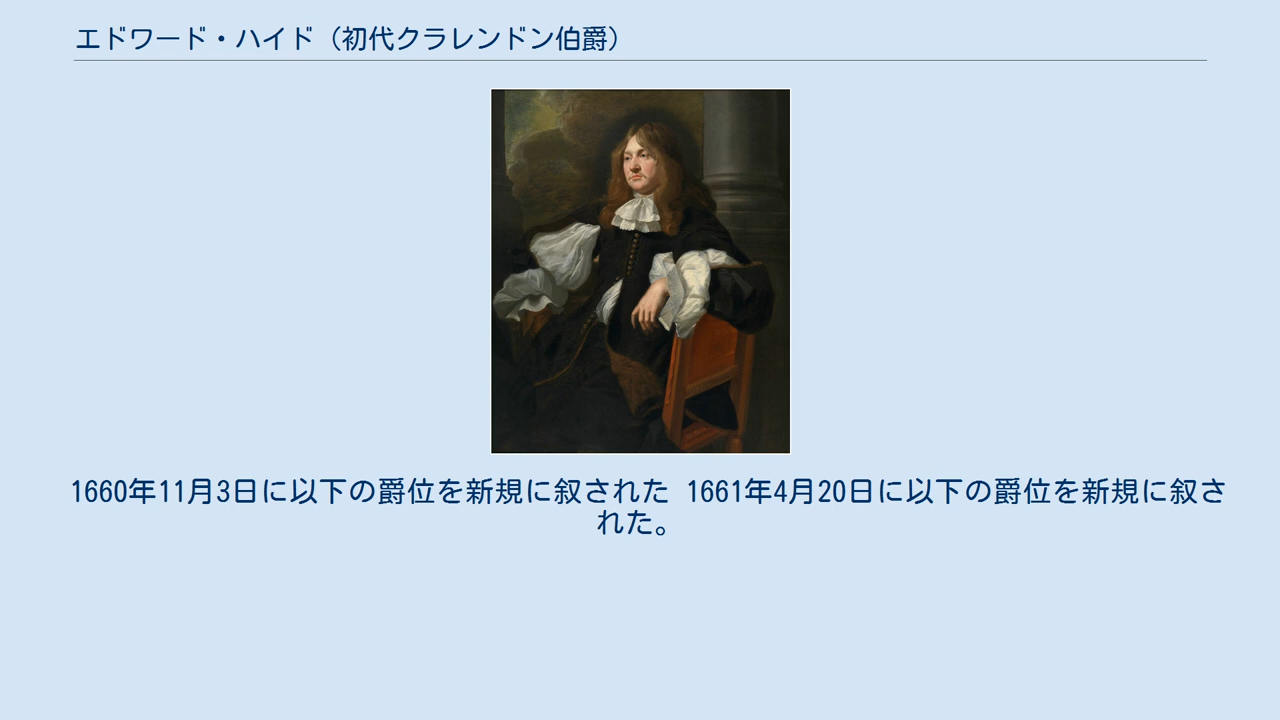 エドワード・ハイド（初代クラレンドン伯爵）
1660年11月3日に以下の爵位を新規に叙された 1661年4月20日に以下の爵位を新規に叙さ
れた。